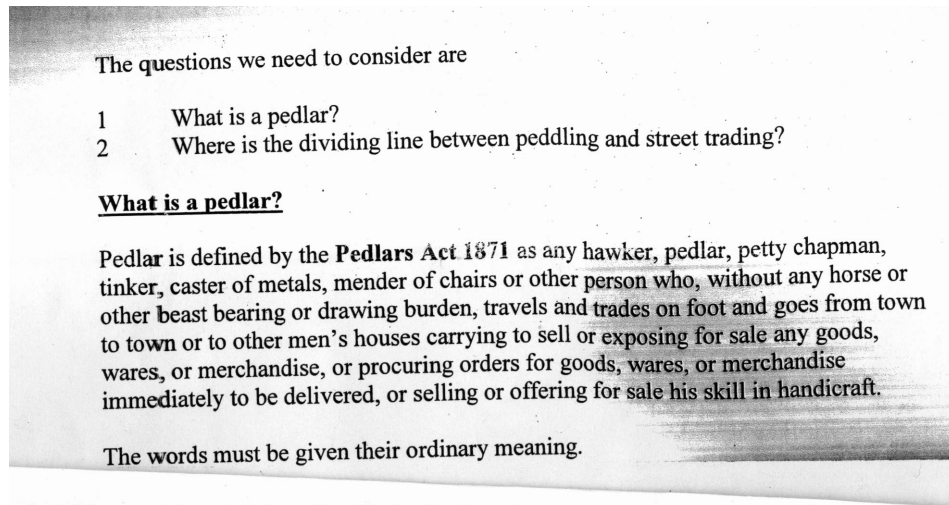 The questions we need to consider are
1 What is a pedlar?
2 Where is the dividing line between peddling and street trading?
What is a pedlar?
Pedlar is defined by the Pedlars Act 1871 as any hawker, pedlar, petty chapman,
tinker, caster of metals, mender of chairs or other person who, without any horse or
other beast bearing or drawing burden, travels and trades on foot and goes from town
to town or to other men's houses carrying to sell or exposing for sale any goods,
wares, or merchandise, or procuring orders for goods, wares, or merchandise
immediately to be delivered, or selling or offering for sale his skill in handicraft.
The words must be given their ordinary meaning.